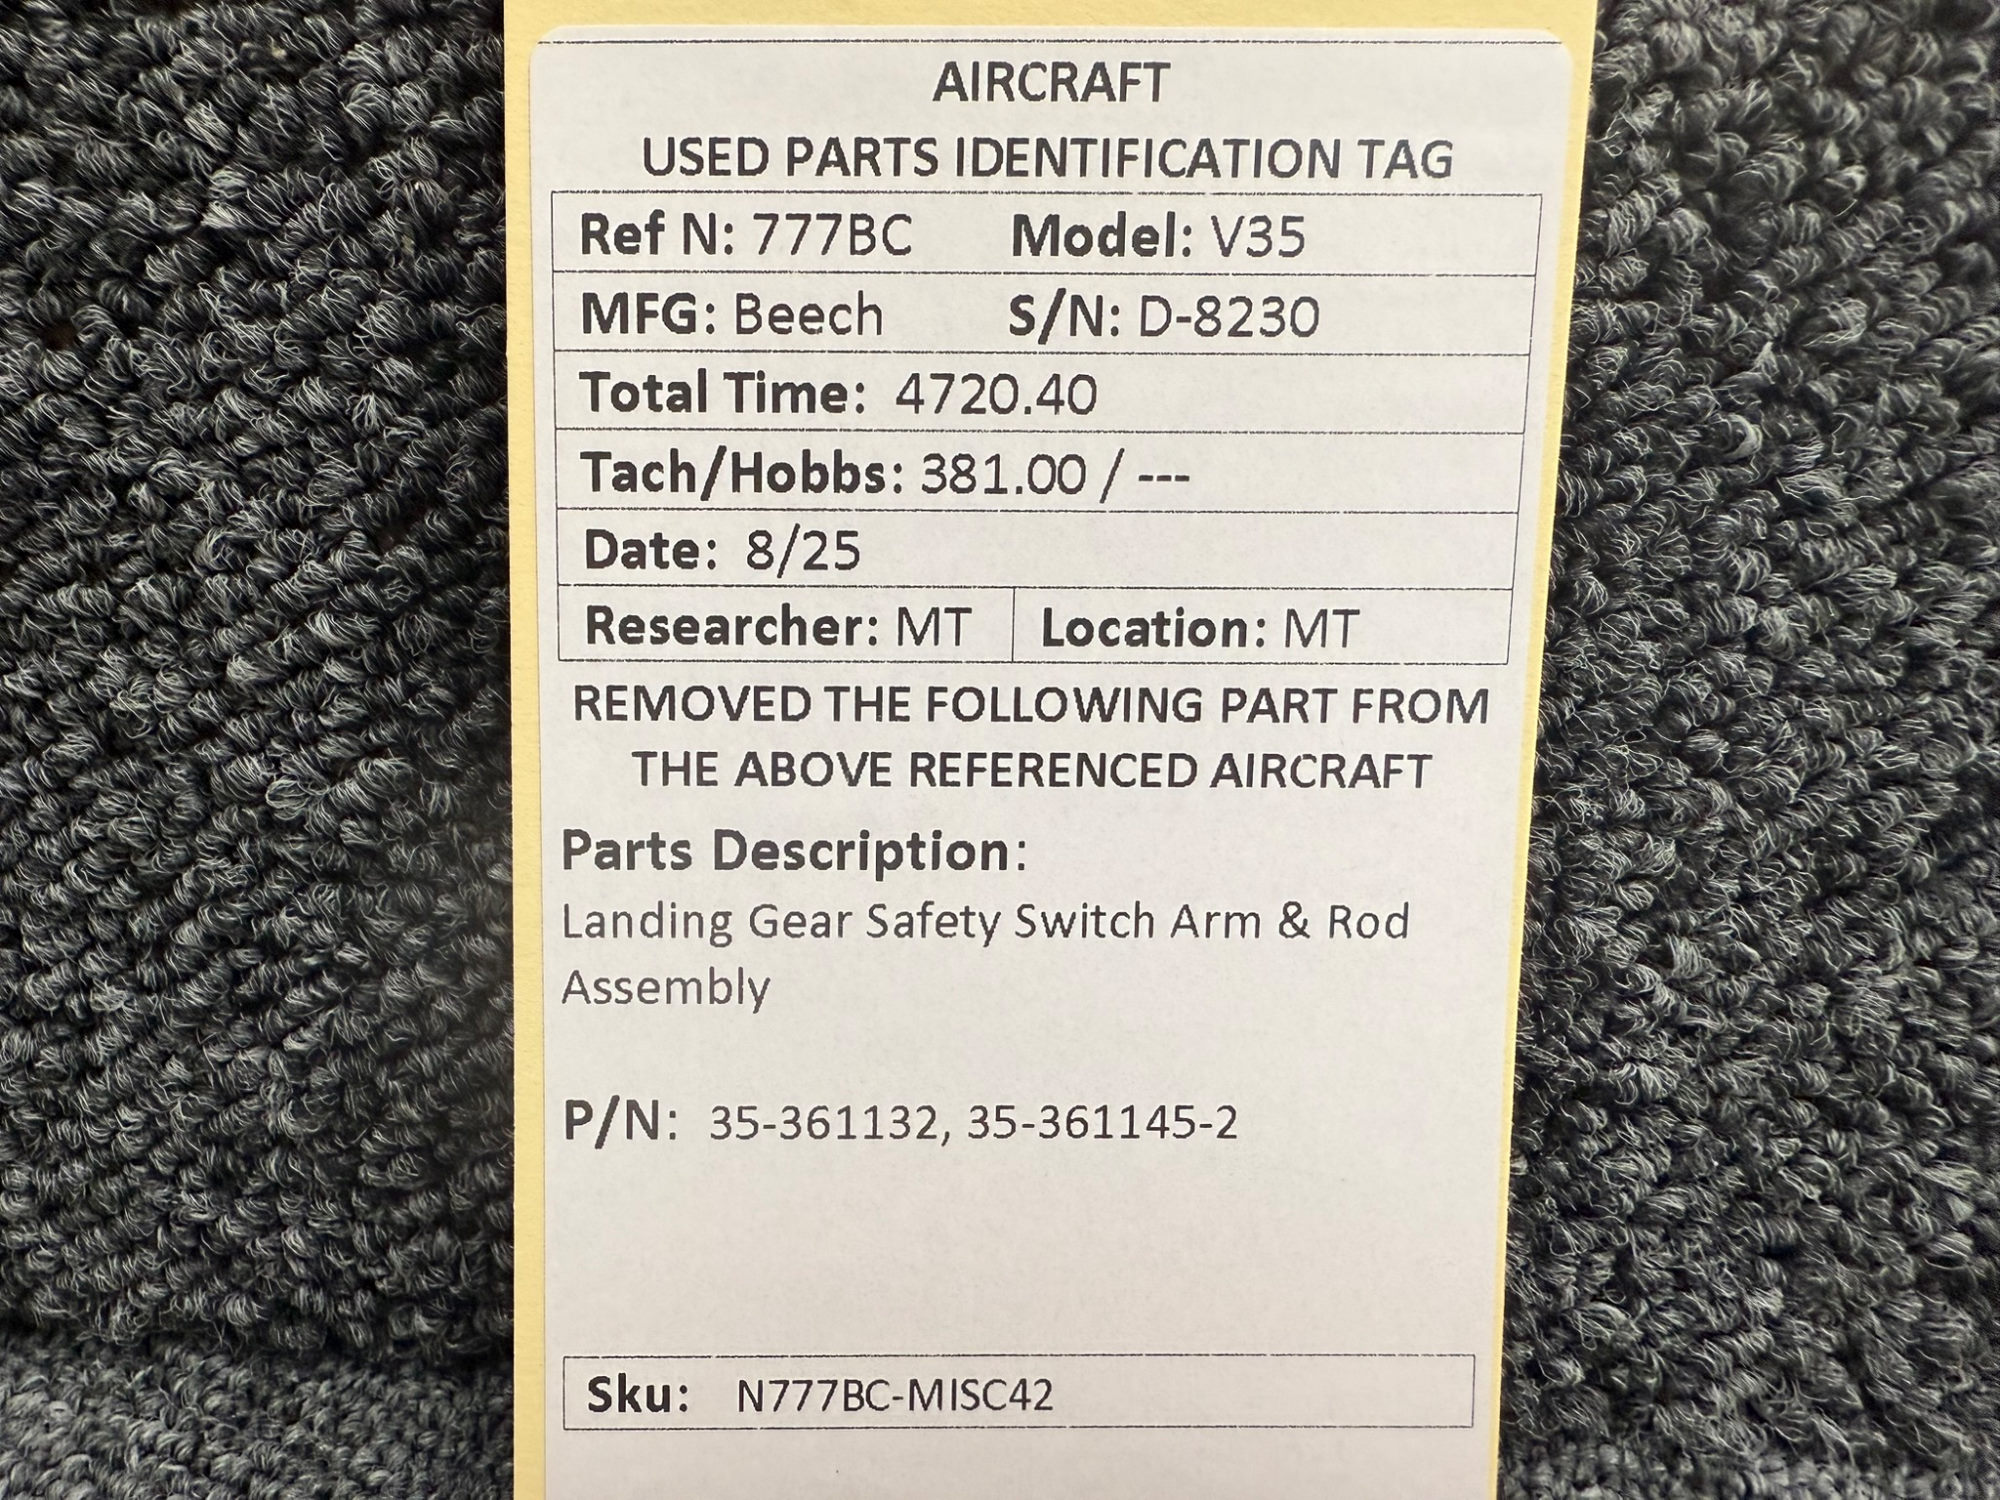 AIRCRAFT
USED PARTS IDENTIFICATION TAG
Ref N: 777BC Model: V35
MFG: Beech S/N: D-8230
Total Time: 4720.40
Tach/Hobbs: 381.00 / ---
Date: 8/25
Researcher: MT Location: MT
REMOVED THE FOLLOWING PART FROM
THE ABOVE REFERENCED AIRCRAFT
Parts Description:
Landing Gear Safety Switch Arm & Rod
Assembly
P/N: 35-361132, 35-361145-2
Sku: N777BC-MISC42